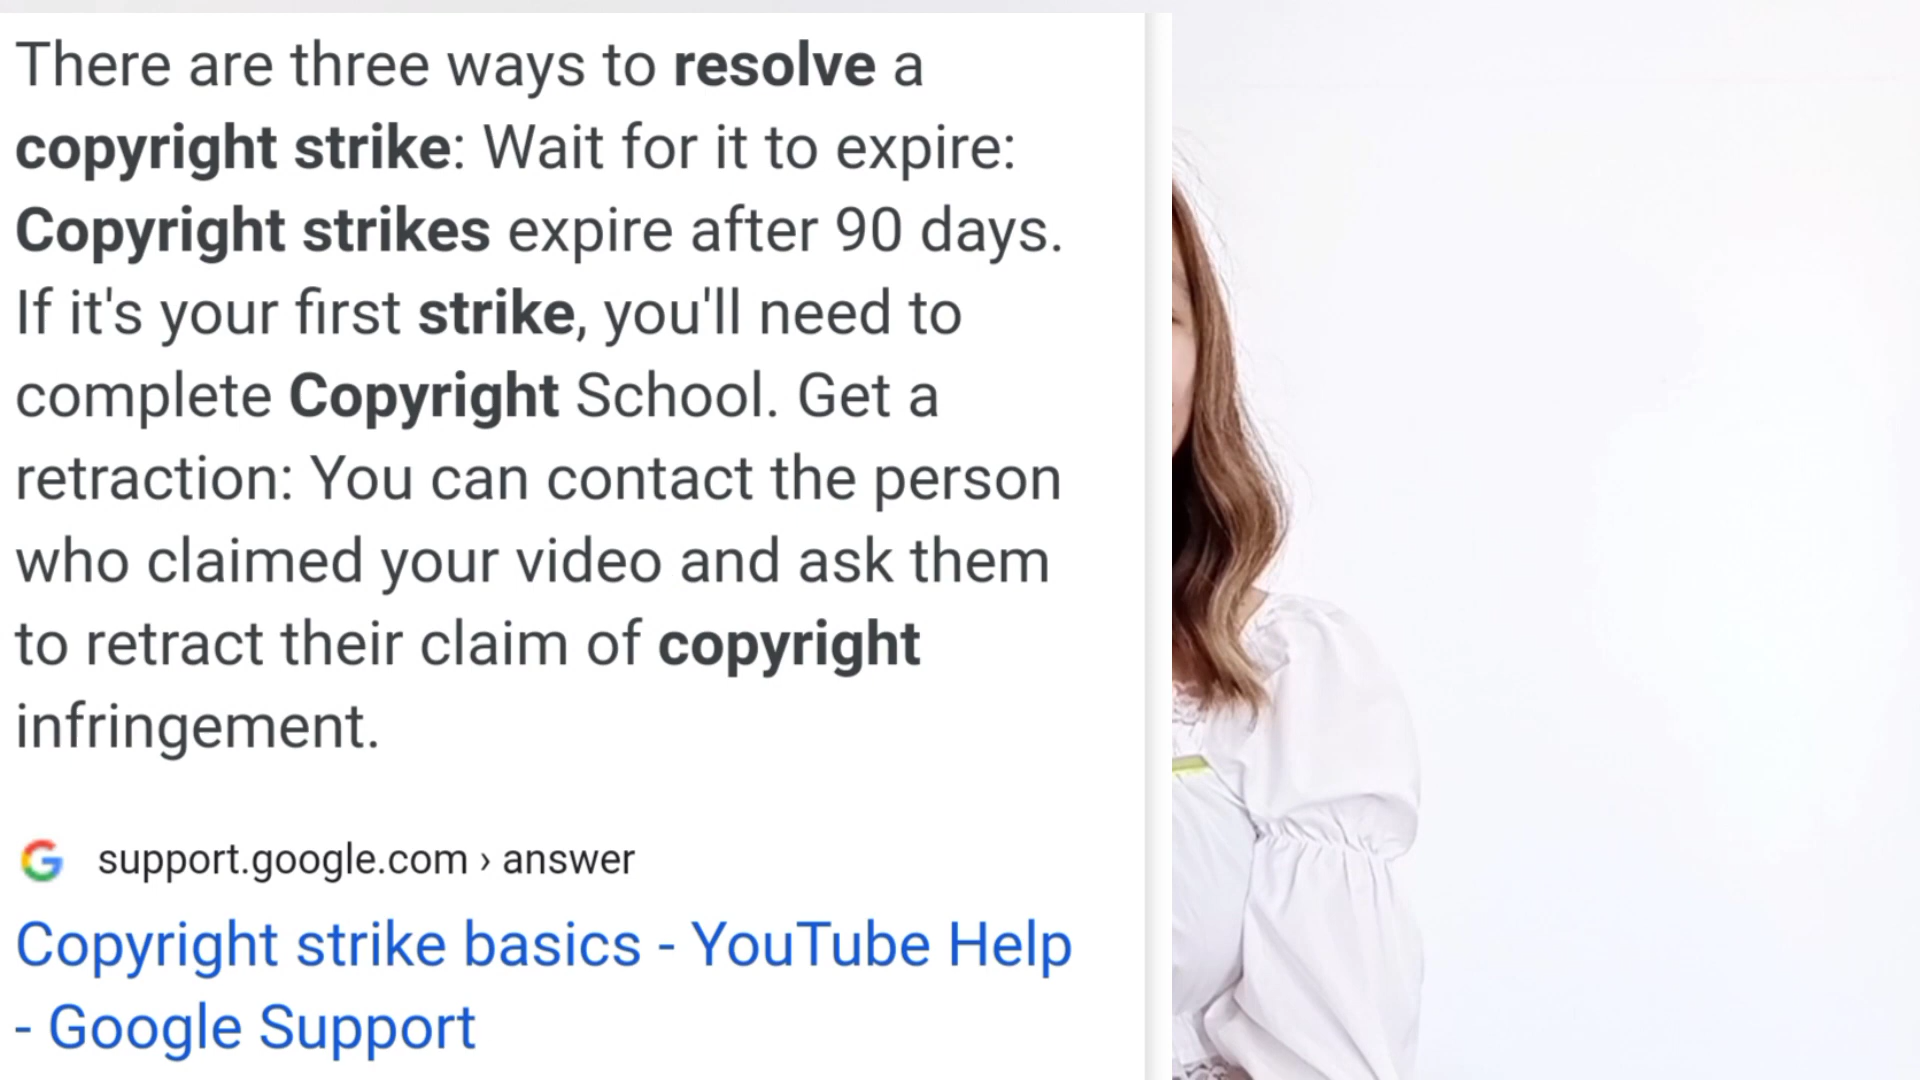 There are three ways to resolve a
copyright strike: Wait for it to expire:
Copyright strikes expire after 90 days.
If it's your first strike, you'll need to
complete Copyright School. Get a
retraction: You can contact the person
who claimed your video and ask them
to retract their claim of copyright
infringement.
support.google.com › answer
Copyright strike basics - YouTube Help
- Google Support